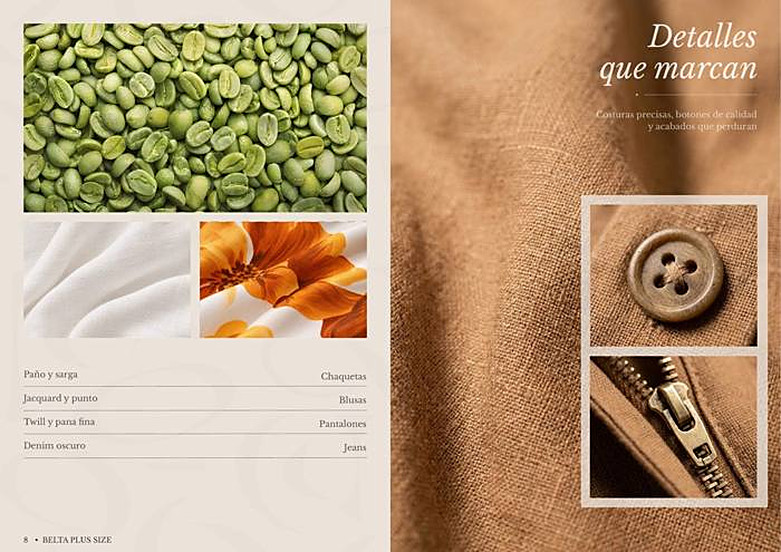 Paño y sarga Chaquetas
Jacquard y punto Blusas
Twill y pana fina Pantalones
Denim oscuro Jeans
8 • BELTA PLUS SIZE
Detalles
que marcan
Costuras precisas, botones de calidad
y acabados que perduran